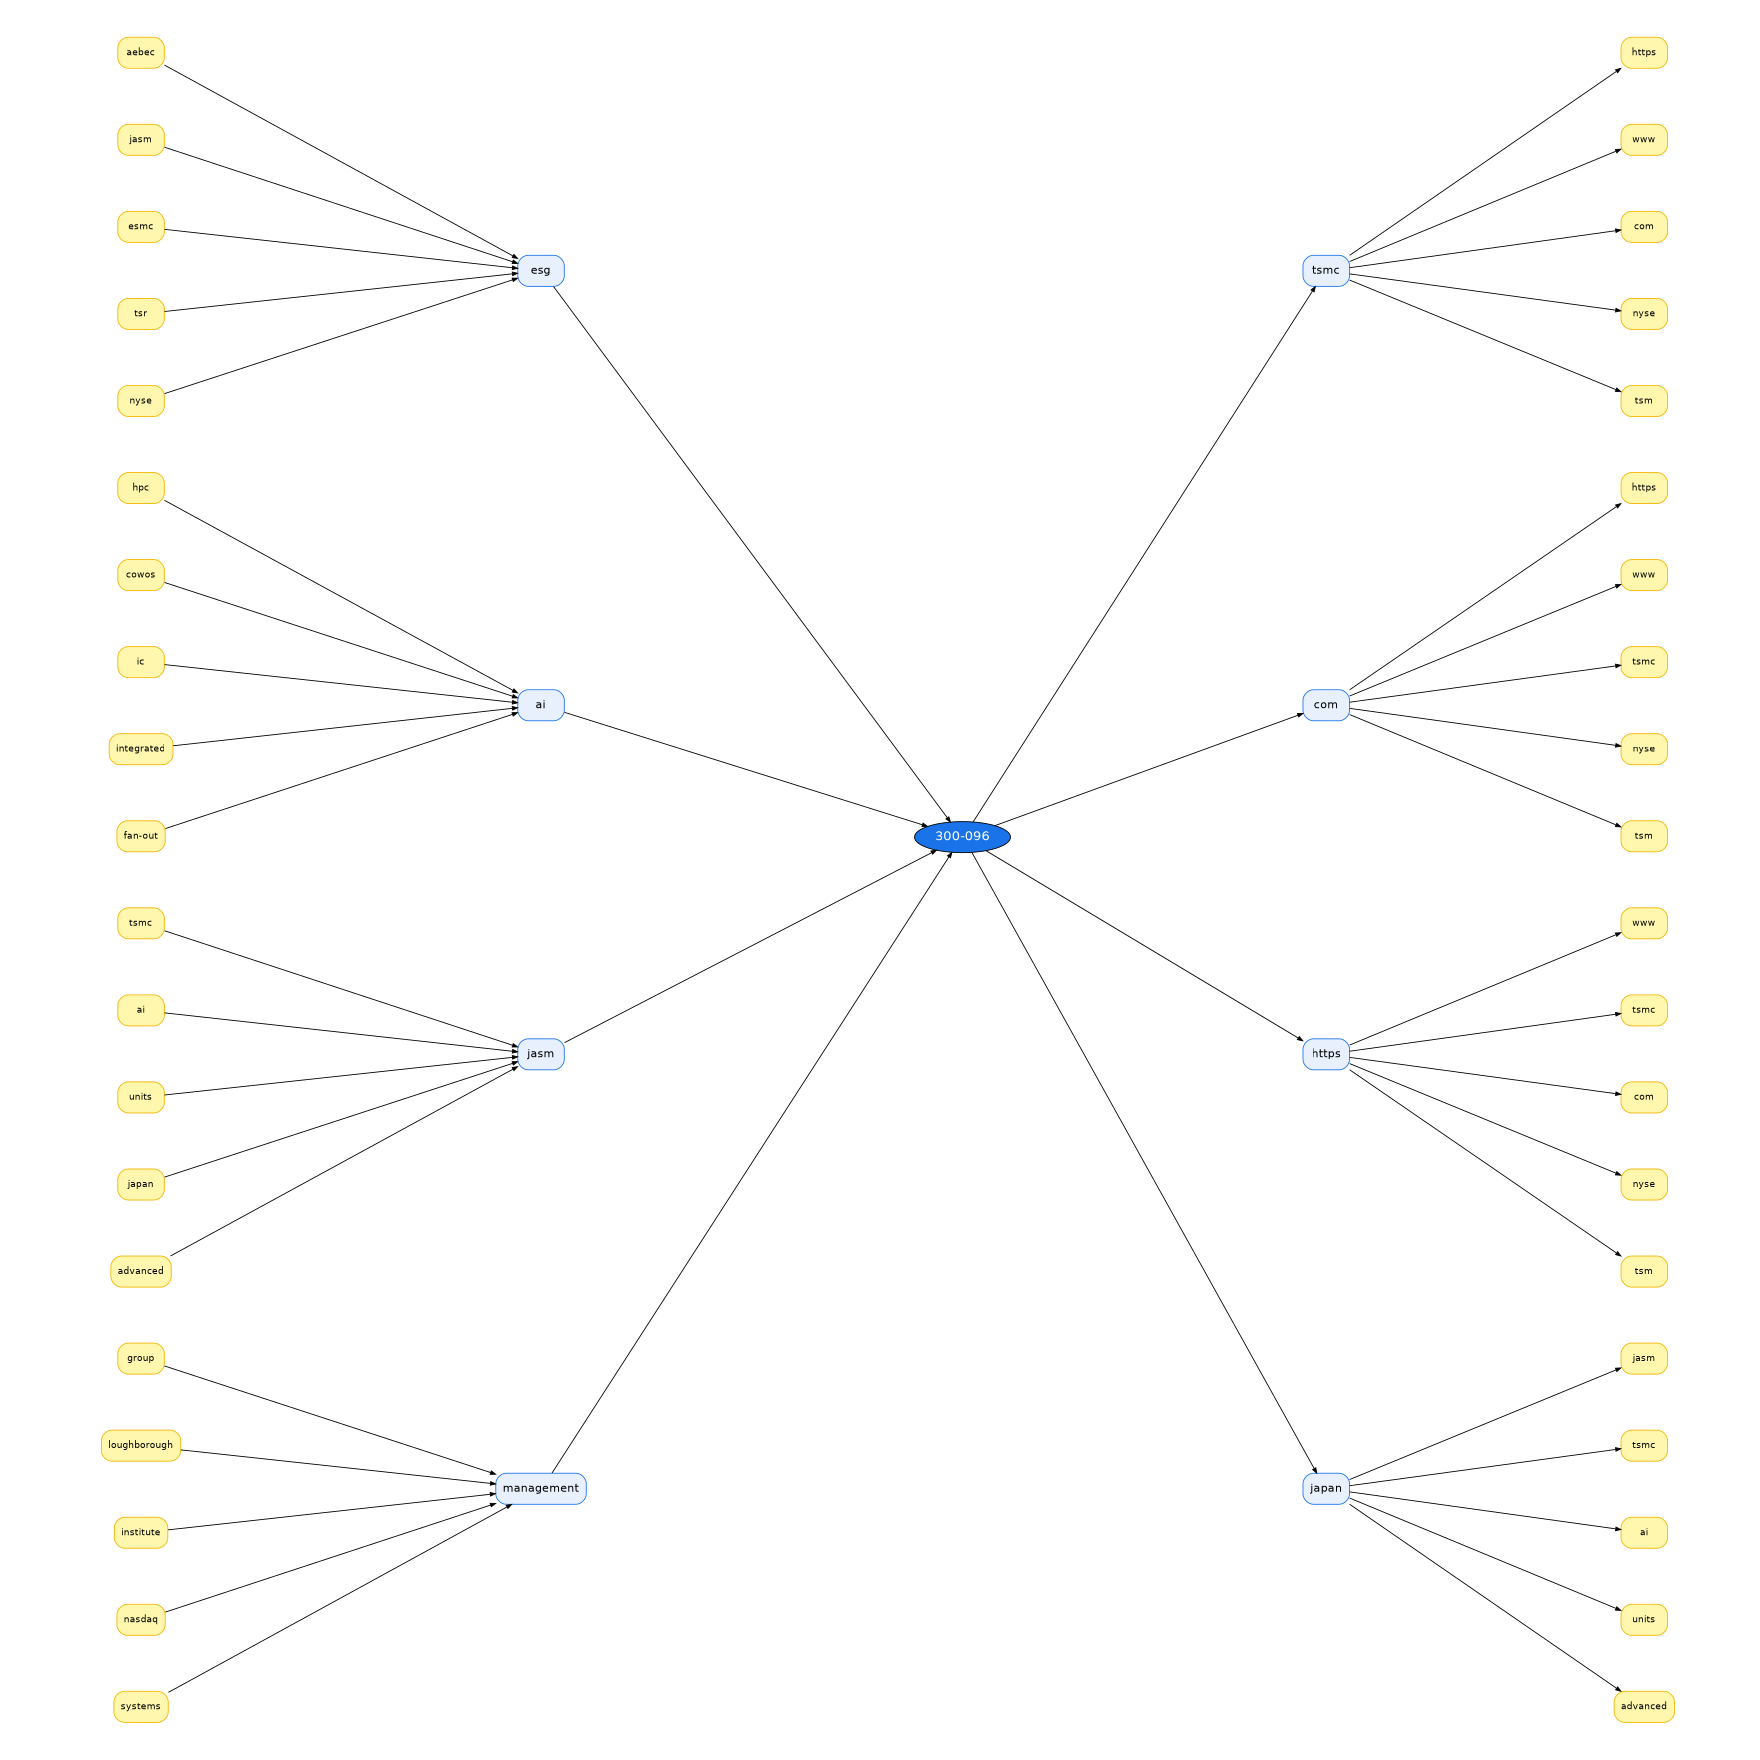 aebec
jasm
esmc
tsr
nyse
esg
hpc
cowos
ic
integrated
fan-out
ai
tsmc
ai
units
japan
advanced
jasm
group
loughborough
institute
nasdaq
systems
management
300-096
tsmc
https
www
com
nyse
tsm
com
https
www
tsmc
nyse
tsm
https
www
tsmc
com
nyse
tsm
japan
jasm
tsmc
ai
units
advanced